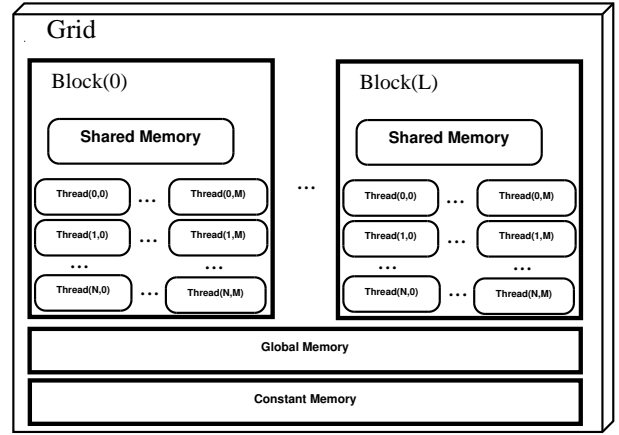 Grid
Block(0)
Shared Memory
Thread(0,0) ... Thread(0,M)
Thread(1,0) ... Thread(1,M)
... ...
Thread(N,0) ... Thread(N,M)
...
Block(L)
Shared Memory
Thread(0,0) ... Thread(0,M)
Thread(1,0) ... Thread(1,M)
... ...
Thread(N,0) ... Thread(N,M)
Global Memory
Constant Memory